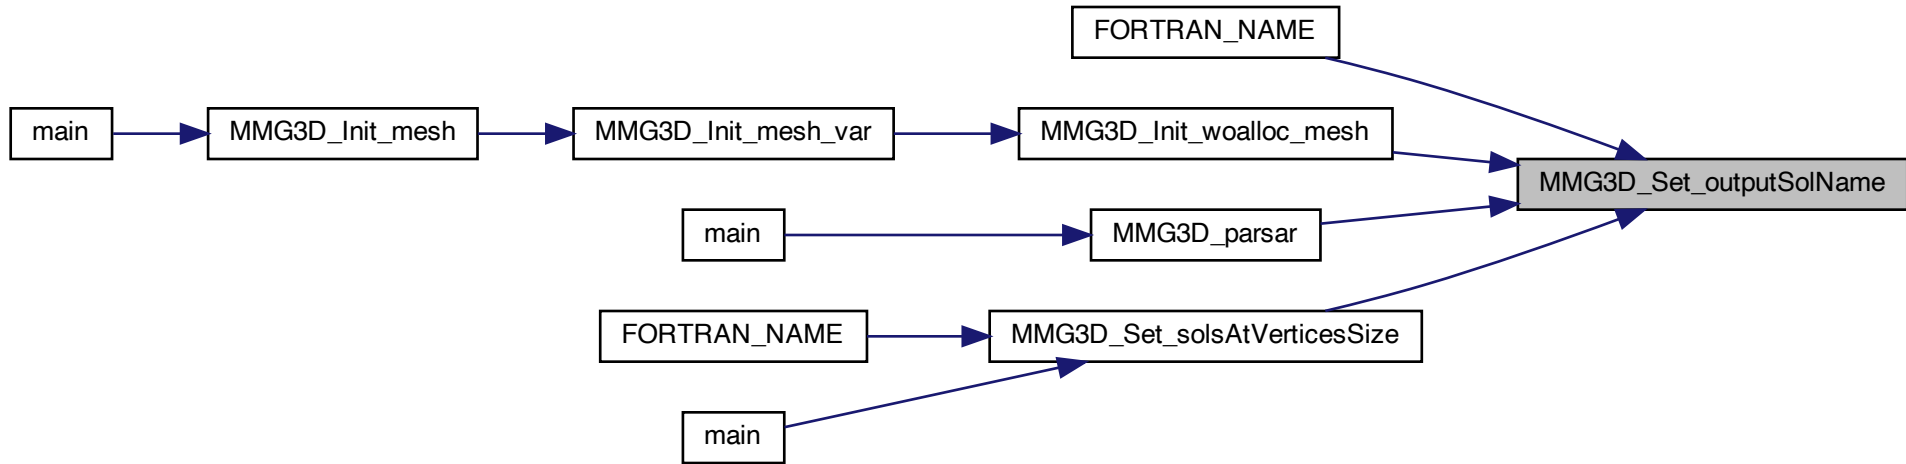 FORTRAN_NAME
main
MMG3D_Init_mesh
MMG3D_Init_mesh_var
MMG3D_Init_woalloc_mesh
MMG3D_Set_outputSolName
main
MMG3D_parsar
FORTRAN_NAME
MMG3D_Set_solsAtVerticesSize
main